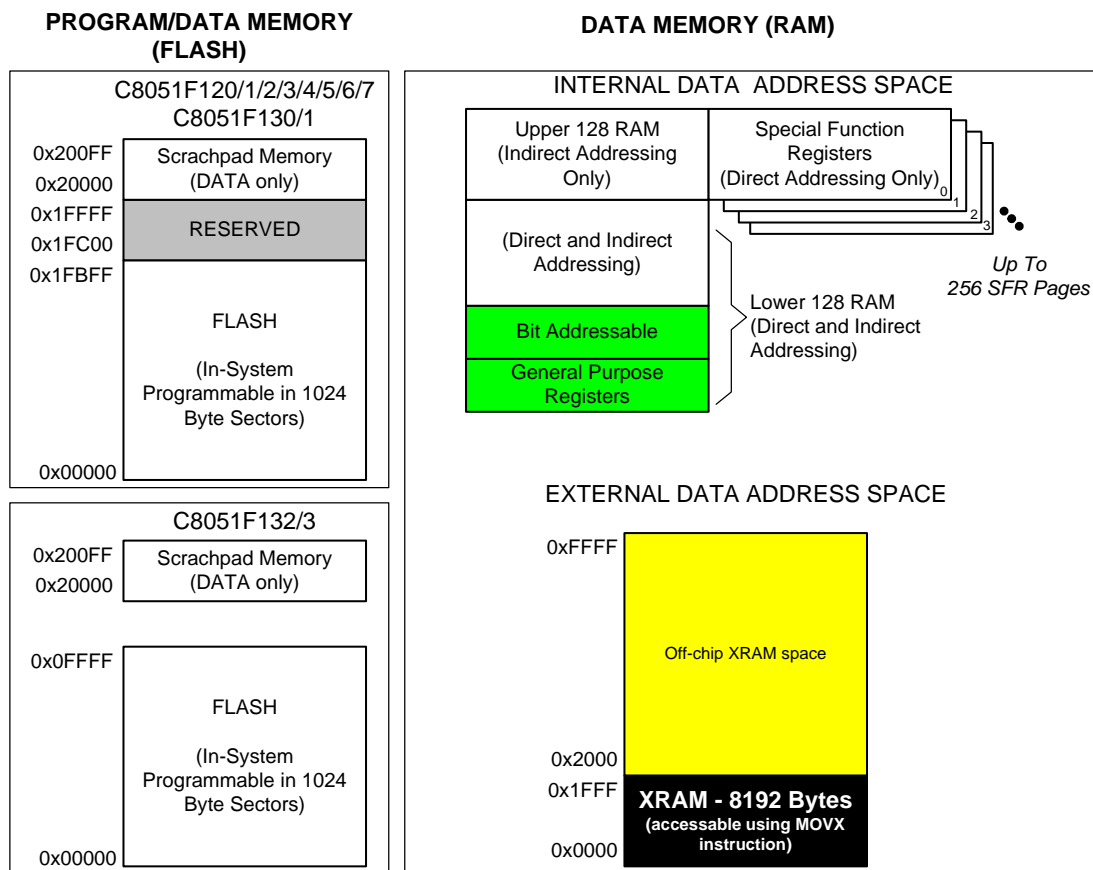 PROGRAM/DATA MEMORY
(FLASH)
C8051F120/1/2/3/4/5/6/7
C8051F130/1
0x200FF
0x20000
Scrachpad Memory
(DATA only)
0x1FFFF
0x1FC00
RESERVED
0x1FBFF
FLASH
(In-System
Programmable in 1024
Byte Sectors)
0x00000
C8051F132/3
0x200FF
0x20000
Scrachpad Memory
(DATA only)
0x0FFFF
FLASH
(In-System
Programmable in 1024
Byte Sectors)
0x00000
DATA MEMORY (RAM)
INTERNAL DATA ADDRESS SPACE
Upper 128 RAM
(Indirect Addressing
Only)
Special Function
Registers
(Direct Addressing Only)
0
1
2
3
Up To
256 SFR Pages
(Direct and Indirect
Addressing)
Bit Addressable
General Purpose
Registers
Lower 128 RAM
(Direct and Indirect
Addressing)
EXTERNAL DATA ADDRESS SPACE
0xFFFF
Off-chip XRAM space
0x2000
0x1FFF
XRAM - 8192 Bytes
(accessable using MOVX
instruction)
0x0000